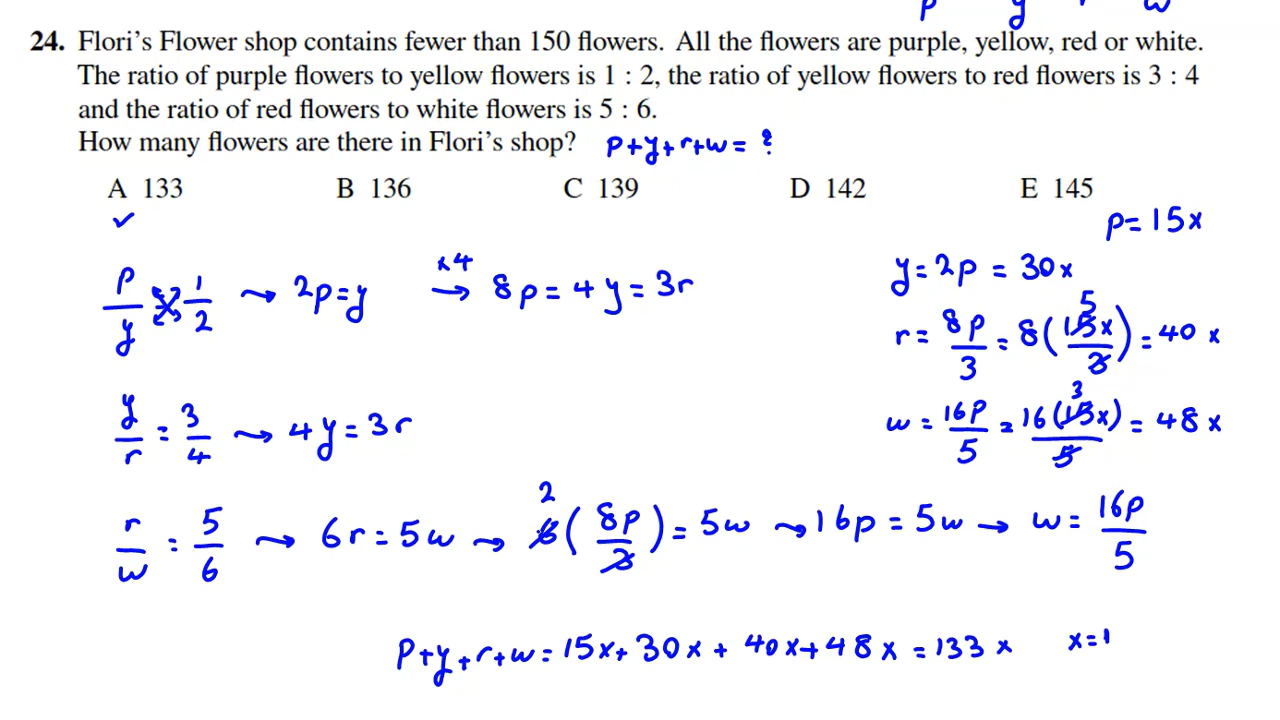 p y r w
24. Flori's Flower shop contains fewer than 150 flowers. All the flowers are purple, yellow, red or white.
The ratio of purple flowers to yellow flowers is 1 : 2, the ratio of yellow flowers to red flowers is 3 : 4
and the ratio of red flowers to white flowers is 5 : 6.
How many flowers are there in Flori's shop? p+y+r+w= ?
A 133 B 136 C 139 D 142 E 145
✓ p=15x
p/y 1/2 → 2p=y ×4→ 8p=4y=3r y=2p=30x
r=8p/3=8(15x/3)5=40x
y/r=3/4 → 4y=3r w=16p/5=16(15x)/5 3=48x
r/w=5/6 → 6r=5w → 6(8p/3)2=5w → 16p=5w → w=16p/5
p+y+r+w=15x+30x+40x+48x=133x x=1